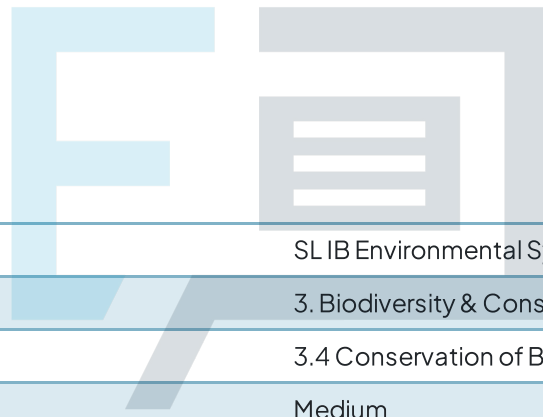 SL IB Environmental S
3. Biodiversity & Cons
3.4 Conservation of B
Medium